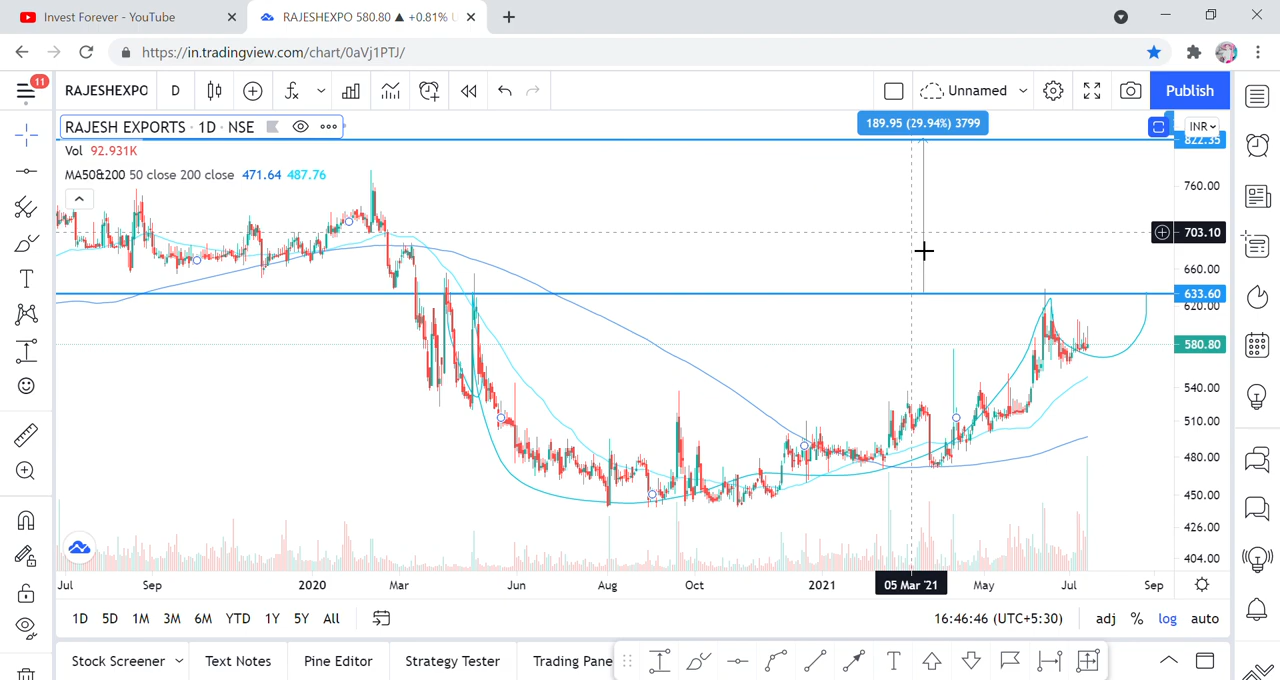 Invest Forever - YouTube
RAJESHEXPO 580.80 ▲ +0.81%
https://in.tradingview.com/chart/0aVj1PTJ/
11
RAJESHEXPO
D
Unnamed
Publish
RAJESH EXPORTS · 1D · NSE
189.95 (29.94%) 3799
INR
822.35
Vol 92.931K
MA50&200 50 close 200 close 471.64 487.76
760.00
703.10
660.00
633.60
620.00
580.80
540.00
510.00
480.00
450.00
426.00
404.00
Jul Sep 2020 Mar Jun Aug Oct 2021 05 Mar '21 May Jul Sep
1D 5D 1M 3M 6M YTD 1Y 5Y All
16:46:46 (UTC+5:30) adj % log auto
Stock Screener Text Notes Pine Editor Strategy Tester Trading Pane
T